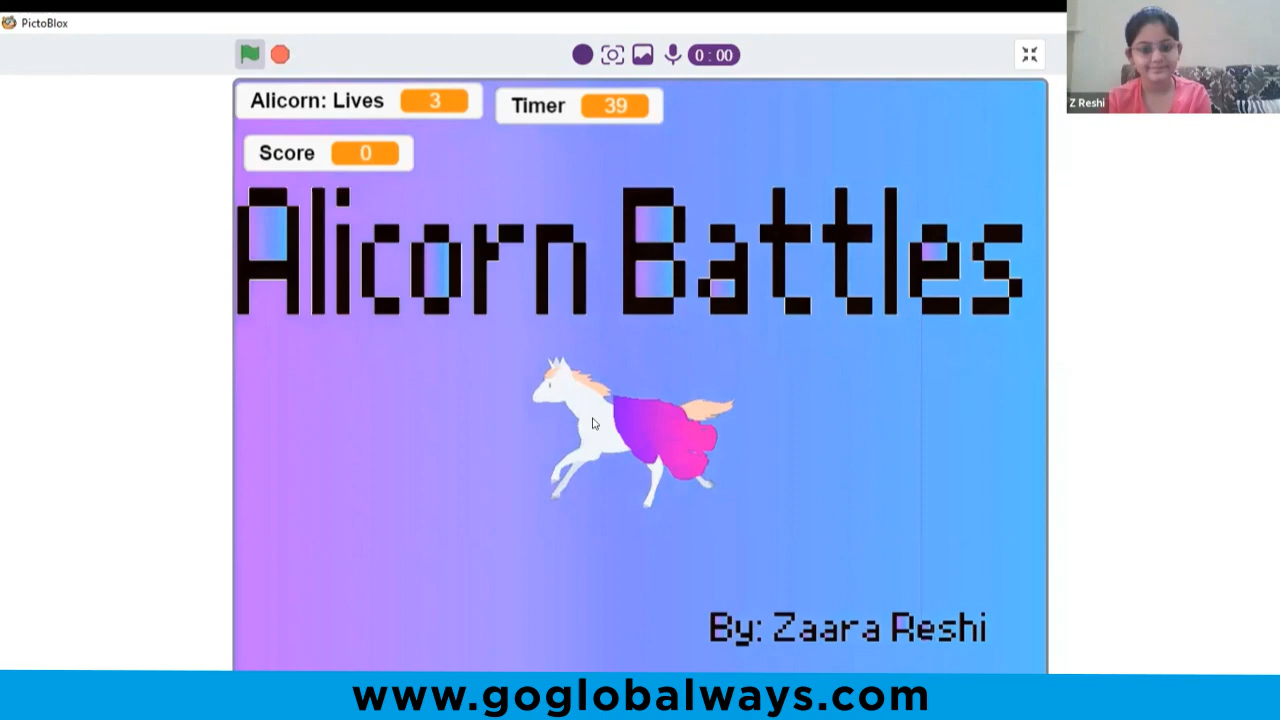 PictoBlox
0 : 00
Z Reshi
Alicorn: Lives 3
Timer 39
Score 0
Alicorn Battles
By: Zaara Reshi
www.goglobalways.com